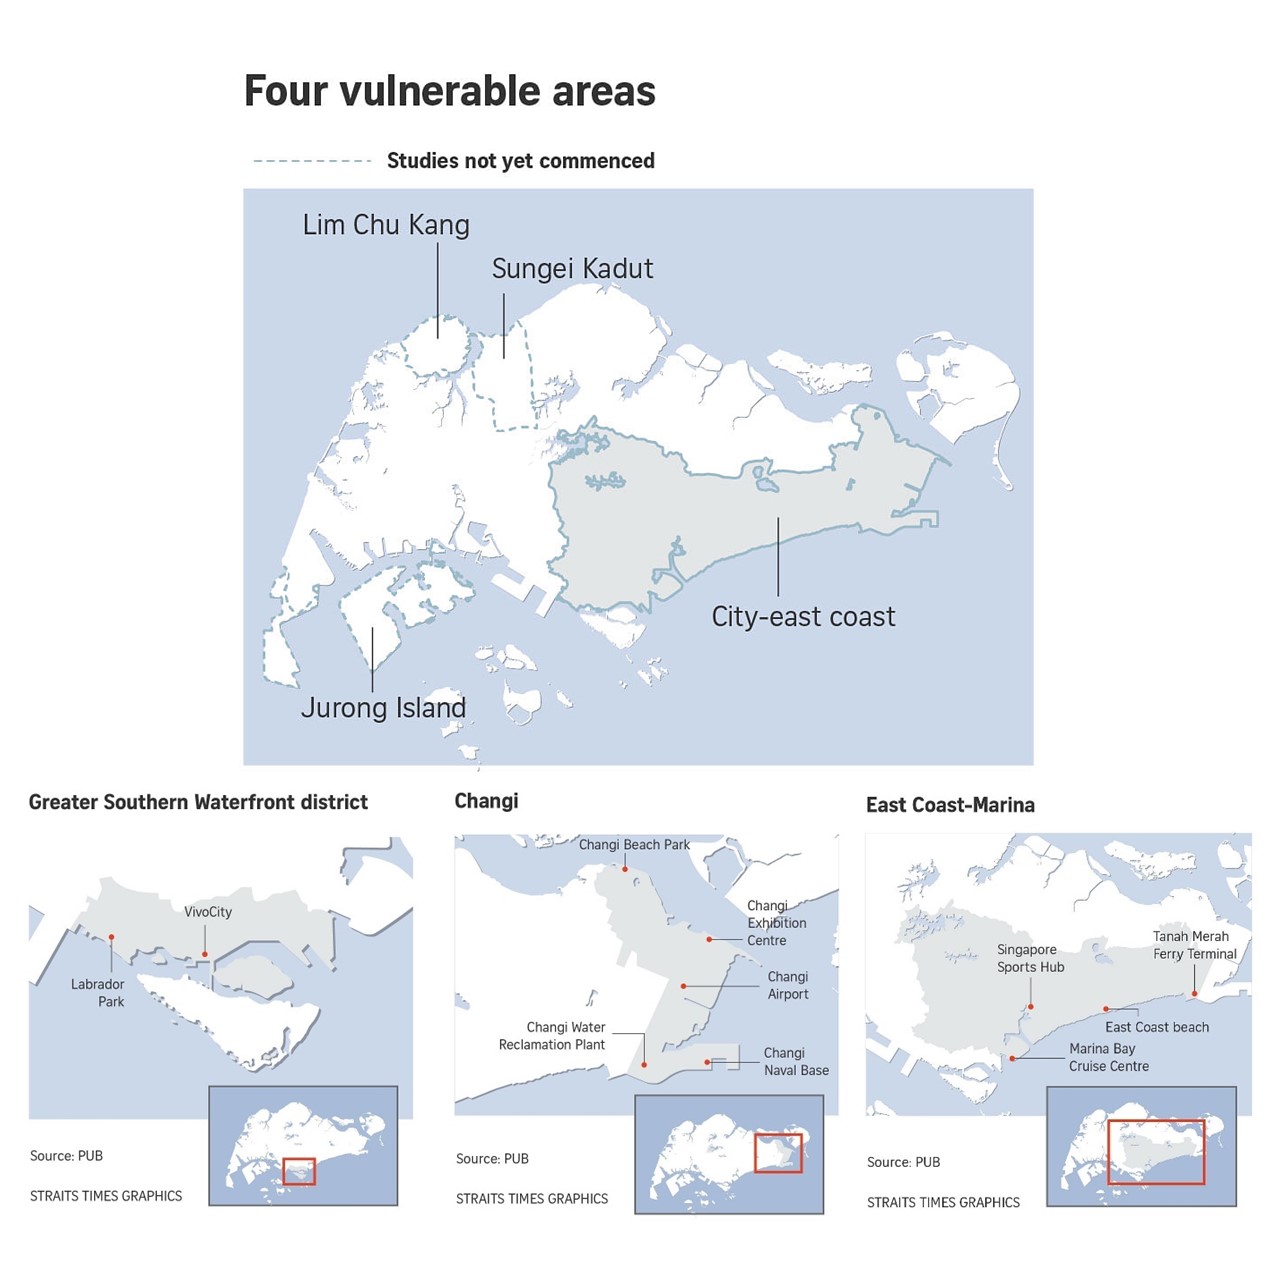 Four vulnerable areas
Studies not yet commenced
Lim Chu Kang
Sungei Kadut
City-east coast
Jurong Island
Greater Southern Waterfront district
VivoCity
Labrador
Park
Source: PUB
STRAITS TIMES GRAPHICS
Changi
Changi Beach Park
Changi
Exhibition
Centre
Changi
Airport
Changi Water
Reclamation Plant
Changi
Naval Base
Source: PUB
STRAITS TIMES GRAPHICS
East Coast-Marina
Tanah Merah
Ferry Terminal
Singapore
Sports Hub
East Coast beach
Marina Bay
Cruise Centre
Source: PUB
STRAITS TIMES GRAPHICS